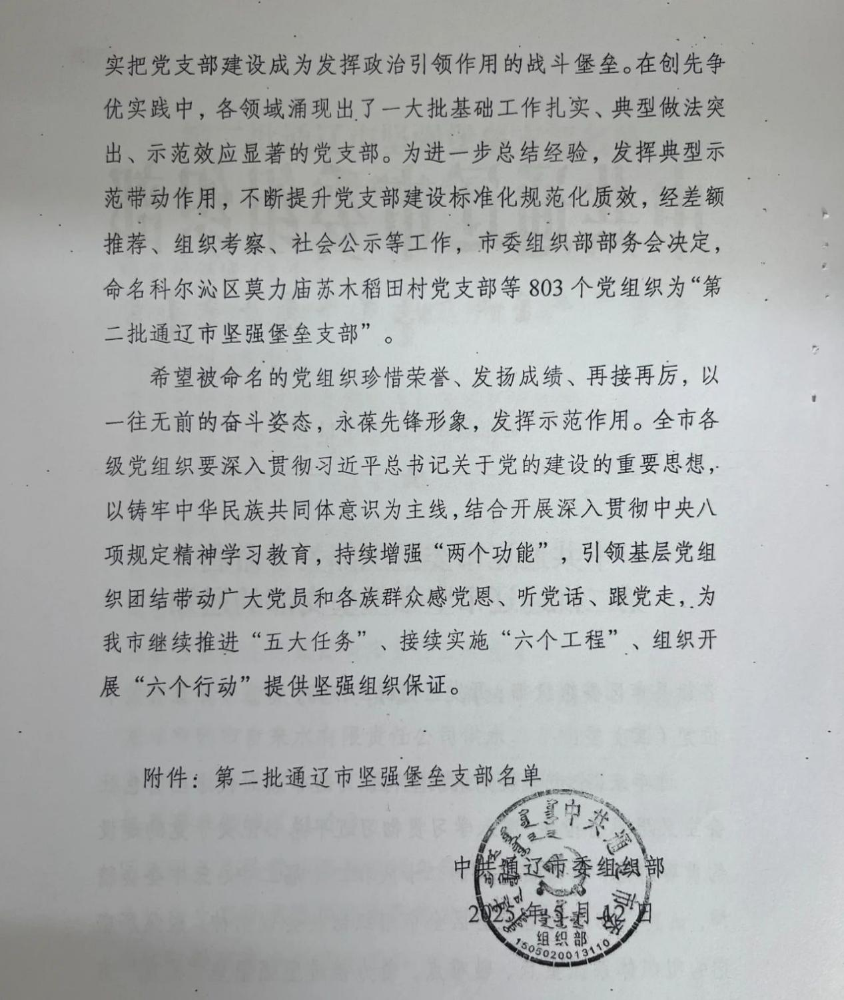 实把党支部建设成为发挥政治引领作用的战斗堡垒。在创先争
优实践中，各领域涌现出了一大批基础工作扎实、典型做法突
出、示范效应显著的党支部。为进一步总结经验，发挥典型示
范带动作用，不断提升党支部建设标准化规范化质效，经差额
推荐、组织考察、社会公示等工作，市委组织部部务会决定，
命名科尔沁区莫力庙苏木稻田村党支部等 803 个党组织为“第
二批通辽市坚强堡垒支部”。
希望被命名的党组织珍惜荣誉、发扬成绩、再接再厉，以
一往无前的奋斗姿态，永葆先锋形象，发挥示范作用。全市各
级党组织要深入贯彻习近平总书记关于党的建设的重要思想，
以铸牢中华民族共同体意识为主线，结合开展深入贯彻中央八
项规定精神学习教育，持续增强“两个功能”，引领基层党组
织团结带动广大党员和各族群众感党恩、听党话、跟党走，为
我市继续推进“五大任务”、接续实施“六个工程”、组织开
展“六个行动”提供坚强组织保证。
附件：第二批通辽市坚强堡垒支部名单
中共通辽市委组织部
2025 年 5 月 12 日
中共通辽市委
组织部
1505020013110